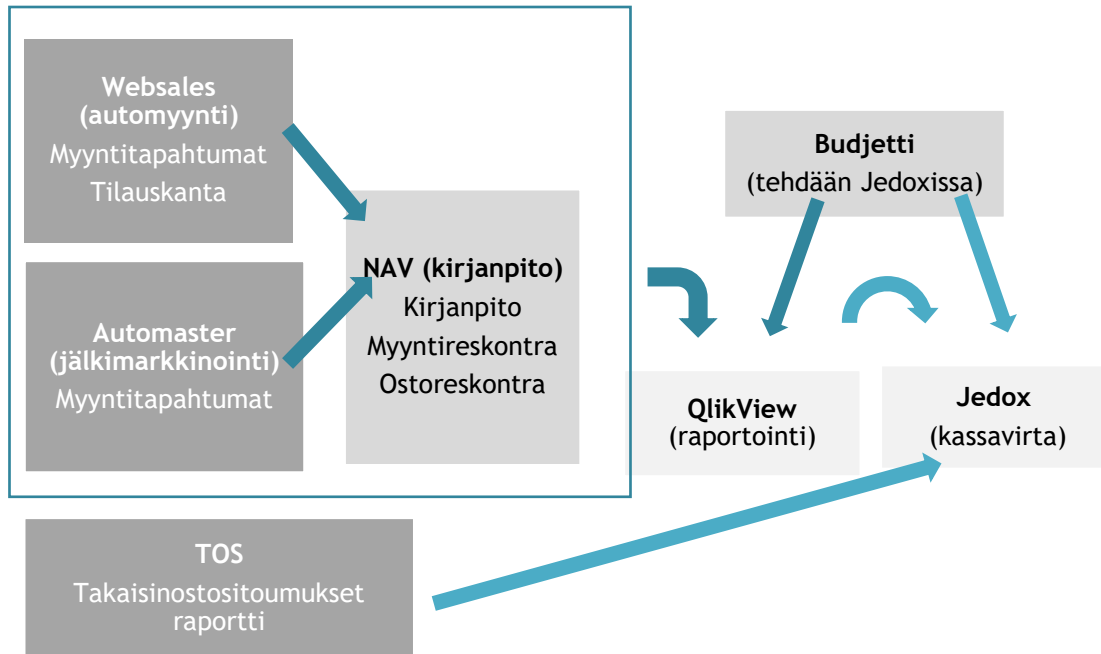 Websales
(automyynti)
Myyntitapahtumat
Tilauskanta
Automaster
(jälkimarkkinointi)
Myyntitapahtumat
NAV (kirjanpito)
Kirjanpito
Myyntireskontra
Ostoreskontra
Budjetti
(tehdään Jedoxissa)
QlikView
(raportointi)
Jedox
(kassavirta)
TOS
Takaisinostositoumukset
raportti